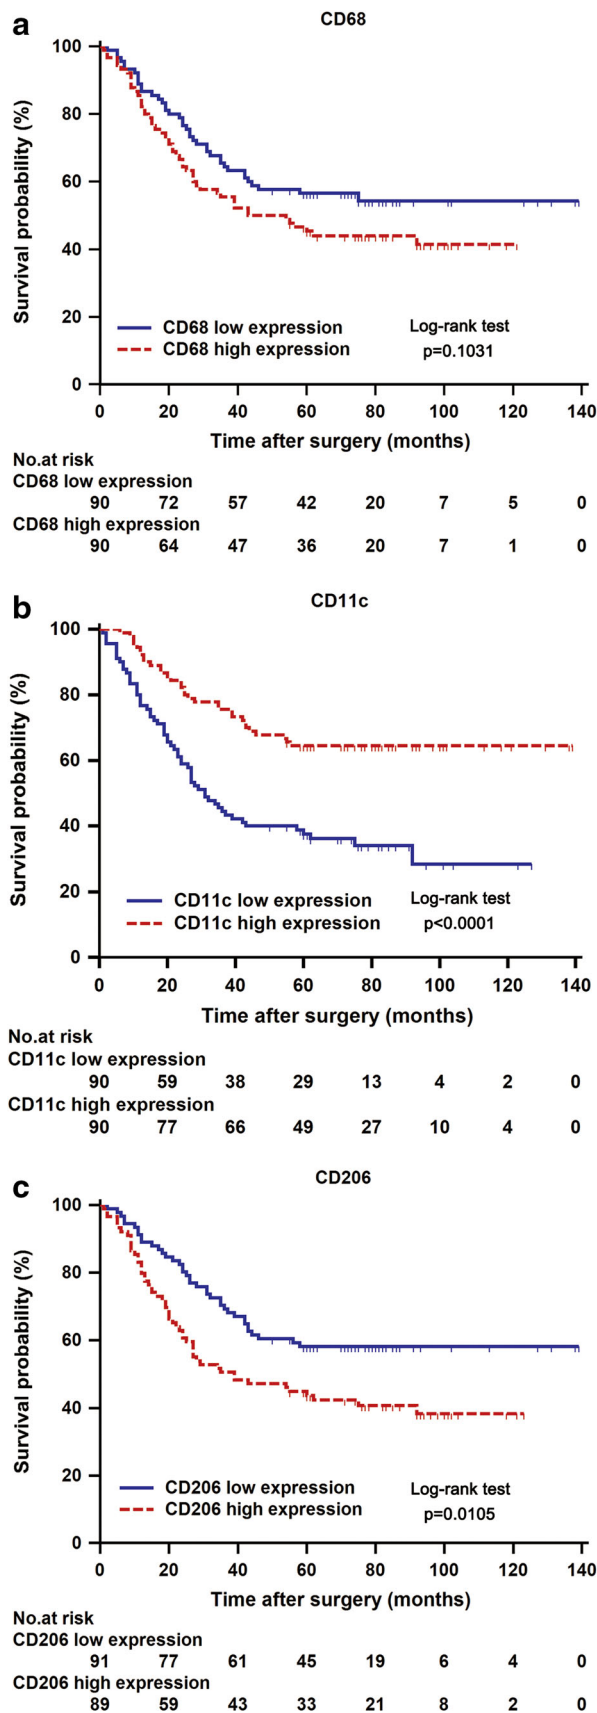 a
CD68
100
80
60
40
20
0
Survival probability (%)
CD68 low expression
CD68 high expression
Log-rank test
p=0.1031
0 20 40 60 80 100 120 140
Time after surgery (months)
No.at risk
CD68 low expression
90 72 57 42 20 7 5 0
CD68 high expression
90 64 47 36 20 7 1 0
b
CD11c
100
80
60
40
20
0
Survival probability (%)
CD11c low expression
CD11c high expression
Log-rank test
p<0.0001
0 20 40 60 80 100 120 140
Time after surgery (months)
No.at risk
CD11c low expression
90 59 38 29 13 4 2 0
CD11c high expression
90 77 66 49 27 10 4 0
c
CD206
100
80
60
40
20
0
Survival probability (%)
CD206 low expression
CD206 high expression
Log-rank test
p=0.0105
0 20 40 60 80 100 120 140
Time after surgery (months)
No.at risk
CD206 low expression
91 77 61 45 19 6 4 0
CD206 high expression
89 59 43 33 21 8 2 0